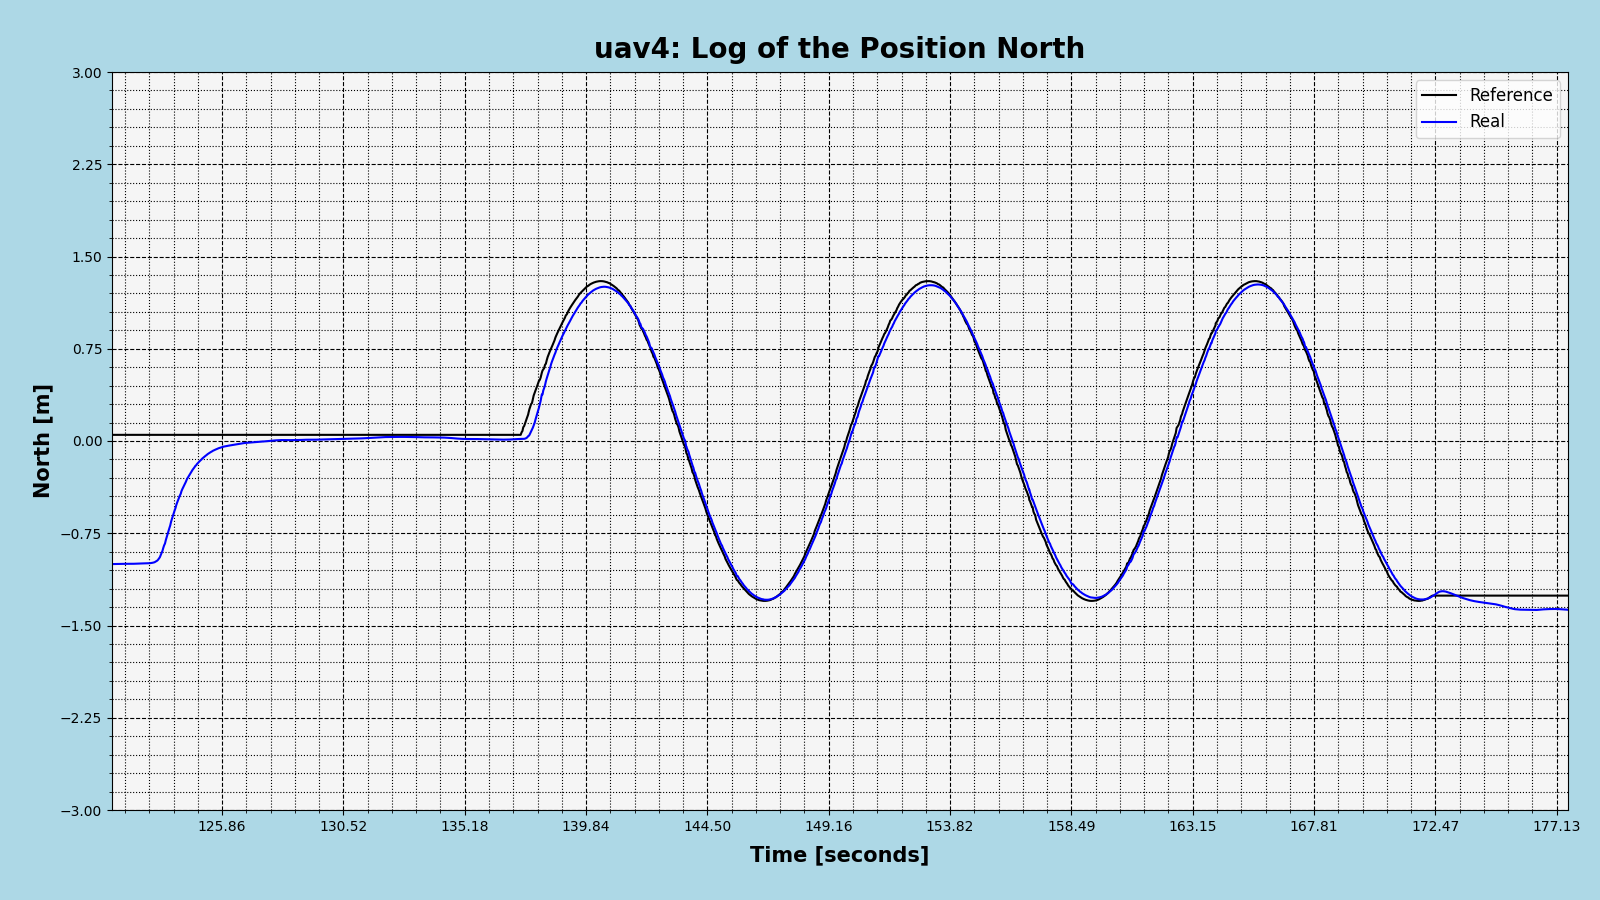 uav4: Log of the Position North
3.00
2.25
1.50
0.75
0.00
−0.75
−1.50
−2.25
−3.00
North [m]
Reference
Real
125.86 130.52 135.18 139.84 144.50 149.16 153.82 158.49 163.15 167.81 172.47 177.13
Time [seconds]